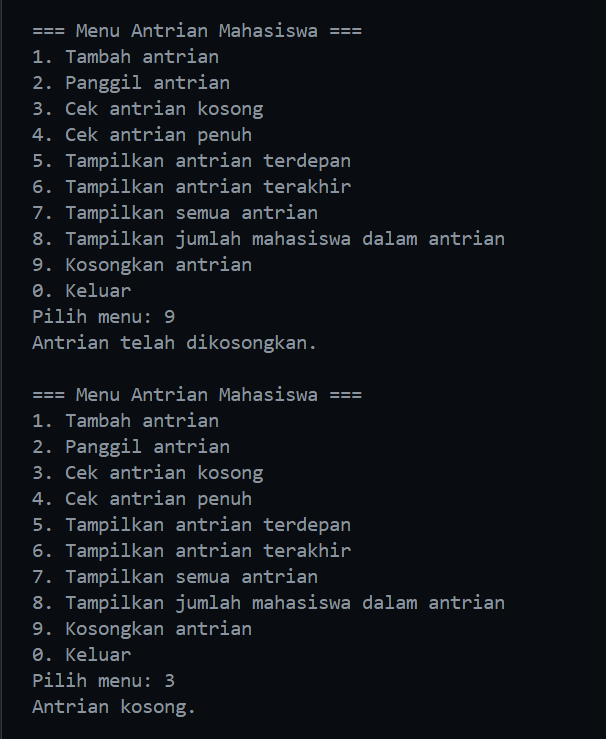 === Menu Antrian Mahasiswa ===
1. Tambah antrian
2. Panggil antrian
3. Cek antrian kosong
4. Cek antrian penuh
5. Tampilkan antrian terdepan
6. Tampilkan antrian terakhir
7. Tampilkan semua antrian
8. Tampilkan jumlah mahasiswa dalam antrian
9. Kosongkan antrian
0. Keluar
Pilih menu: 9
Antrian telah dikosongkan.

=== Menu Antrian Mahasiswa ===
1. Tambah antrian
2. Panggil antrian
3. Cek antrian kosong
4. Cek antrian penuh
5. Tampilkan antrian terdepan
6. Tampilkan antrian terakhir
7. Tampilkan semua antrian
8. Tampilkan jumlah mahasiswa dalam antrian
9. Kosongkan antrian
0. Keluar
Pilih menu: 3
Antrian kosong.